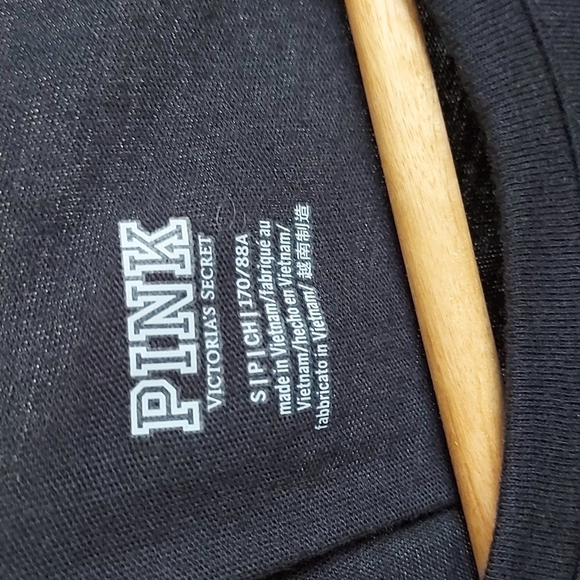 PINK
VICTORIA'S SECRET
S | P | CH | 170/88A
made in Vietnam/fabriqué au
Vietnam/hecho en Vietnam/
fabbricato in Vietnam/ 越南制造